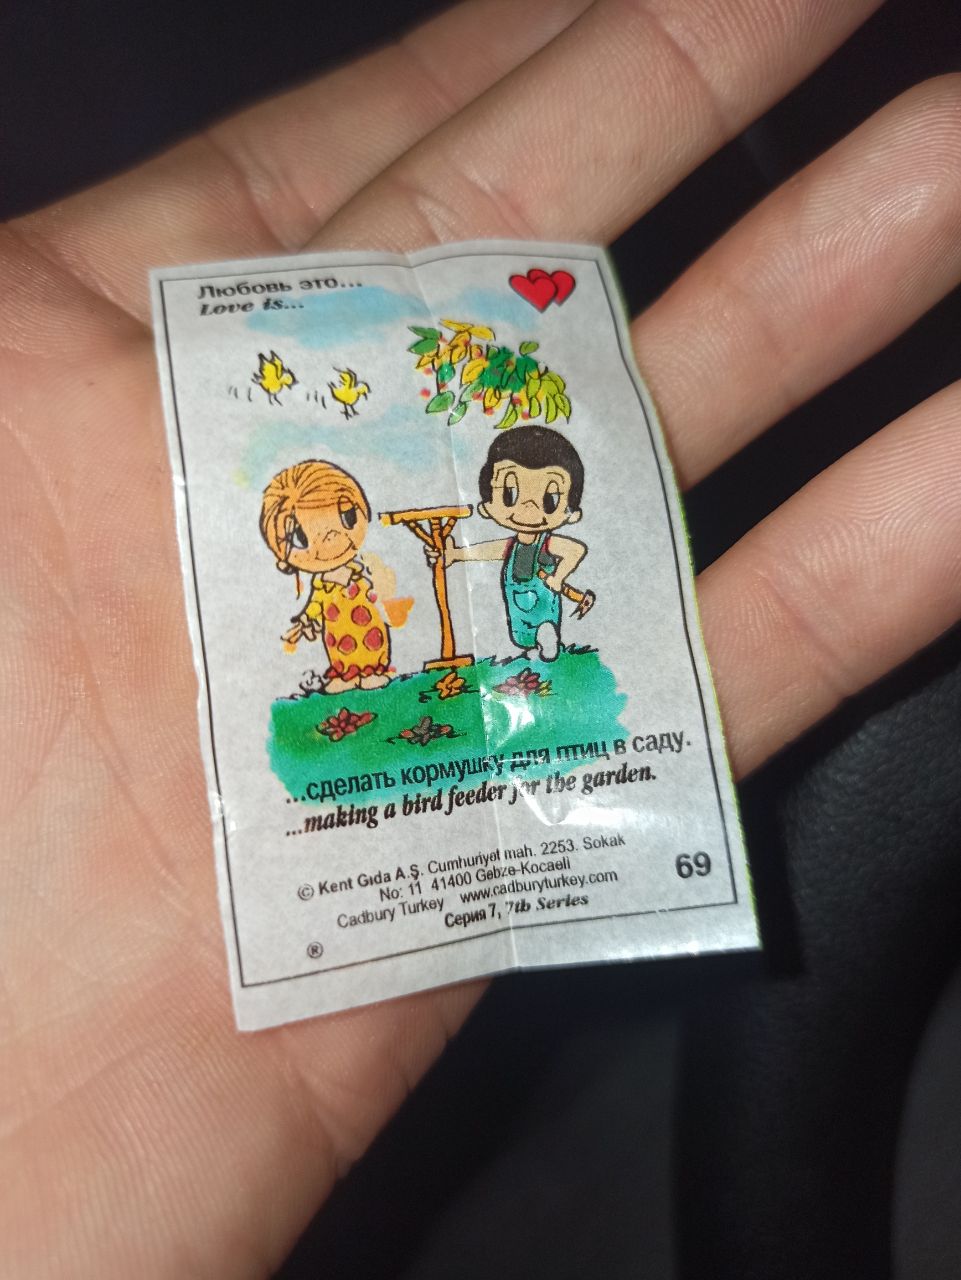 Любовь это...
Love is...
...сделать кормушку для птиц в саду.
...making a bird feeder for the garden.
© Kent Gıda A.Ş. Cumhuriyet mah. 2253. Sokak
No: 11 41400 Gebze-Kocaeli
Cadbury Turkey www.cadburyturkey.com
Серия 7, 7th Series
69
®